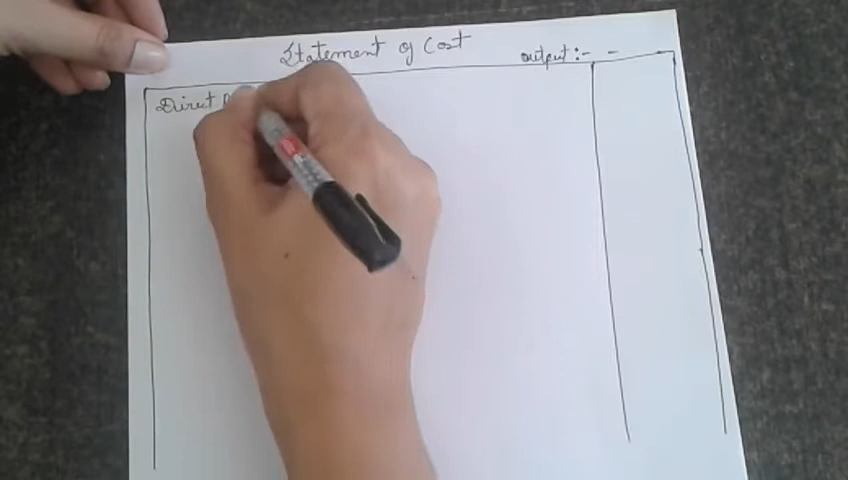 Statement of Cost
output :- -
Direct